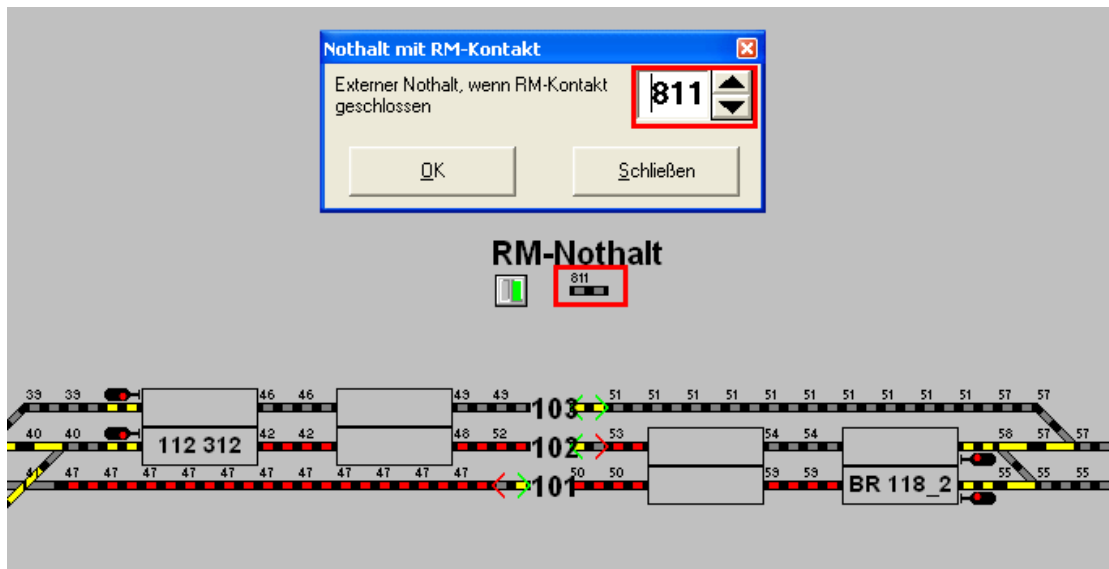 Nothalt mit RM-Kontakt
Externer Nothalt, wenn RM-Kontakt
geschlossen
811
OK
Schließen
RM-Nothalt
811
39 39 46 46 49 49 103 51 51 51 51 51 51 51 51 51 51 57 57
40 40 112 312 42 42 48 52 102 53 54 54 58 57 57
47 47 47 47 47 47 47 47 47 47 47 101 50 50 59 59 BR 118_2 55 55 55